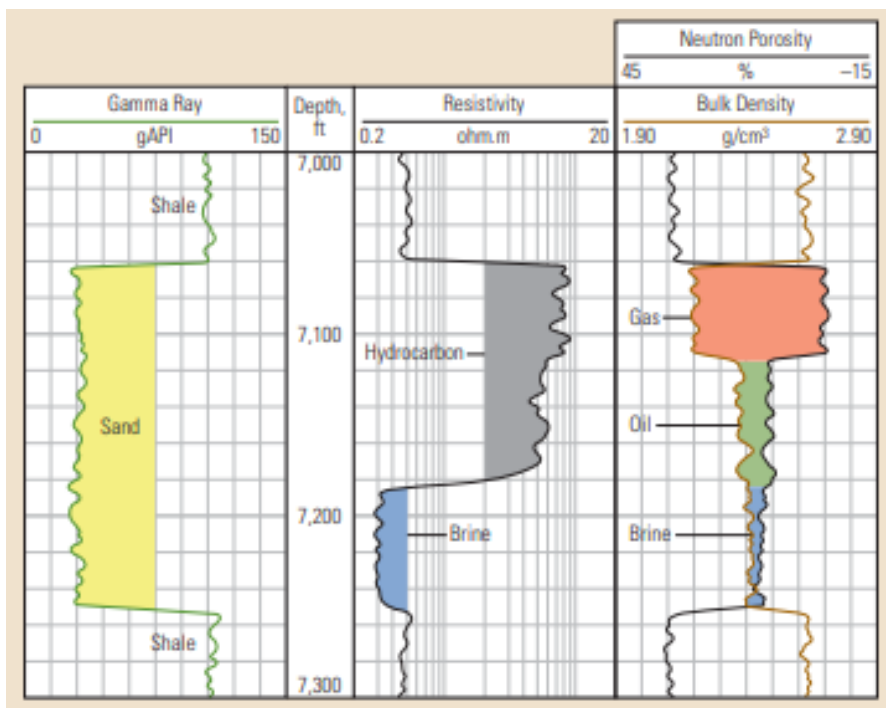 Neutron Porosity
45 % –15
Gamma Ray
0 gAPI 150
Depth,
ft
Resistivity
0.2 ohm.m 20
Bulk Density
1.90 g/cm³ 2.90
7,000
Shale
Gas
7,100
Hydrocarbon
Sand
Oil
7,200
Brine
Brine
Shale
7,300